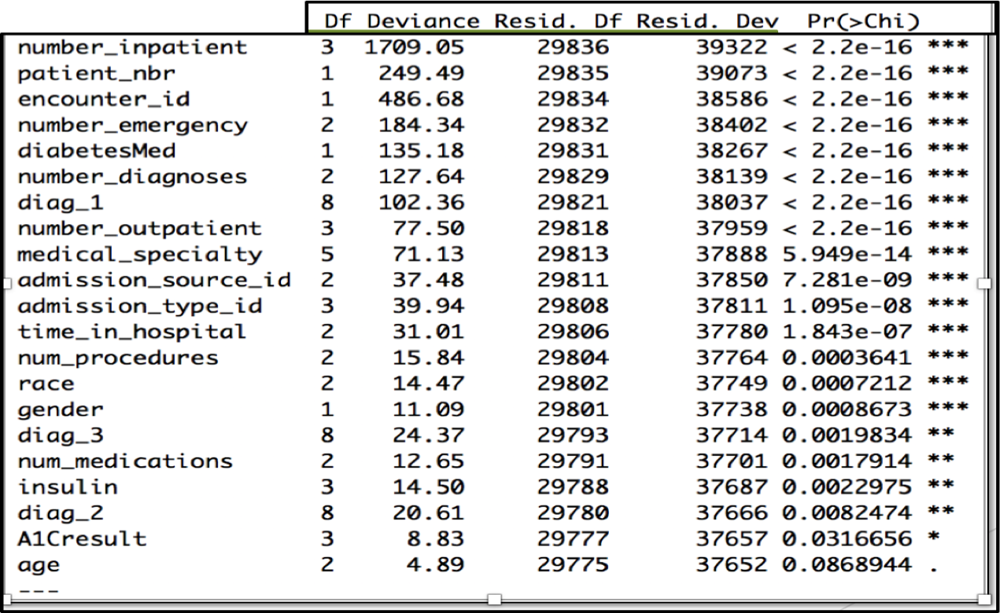 Df Deviance Resid. Df Resid. Dev Pr(>Chi)
number_inpatient 3 1709.05 29836 39322 < 2.2e-16 ***
patient_nbr 1 249.49 29835 39073 < 2.2e-16 ***
encounter_id 1 486.68 29834 38586 < 2.2e-16 ***
number_emergency 2 184.34 29832 38402 < 2.2e-16 ***
diabetesMed 1 135.18 29831 38267 < 2.2e-16 ***
number_diagnoses 2 127.64 29829 38139 < 2.2e-16 ***
diag_1 8 102.36 29821 38037 < 2.2e-16 ***
number_outpatient 3 77.50 29818 37959 < 2.2e-16 ***
medical_specialty 5 71.13 29813 37888 5.949e-14 ***
admission_source_id 2 37.48 29811 37850 7.281e-09 ***
admission_type_id 3 39.94 29808 37811 1.095e-08 ***
time_in_hospital 2 31.01 29806 37780 1.843e-07 ***
num_procedures 2 15.84 29804 37764 0.0003641 ***
race 2 14.47 29802 37749 0.0007212 ***
gender 1 11.09 29801 37738 0.0008673 ***
diag_3 8 24.37 29793 37714 0.0019834 **
num_medications 2 12.65 29791 37701 0.0017914 **
insulin 3 14.50 29788 37687 0.0022975 **
diag_2 8 20.61 29780 37666 0.0082474 **
A1Cresult 3 8.83 29777 37657 0.0316656 *
age 2 4.89 29775 37652 0.0868944 .
---